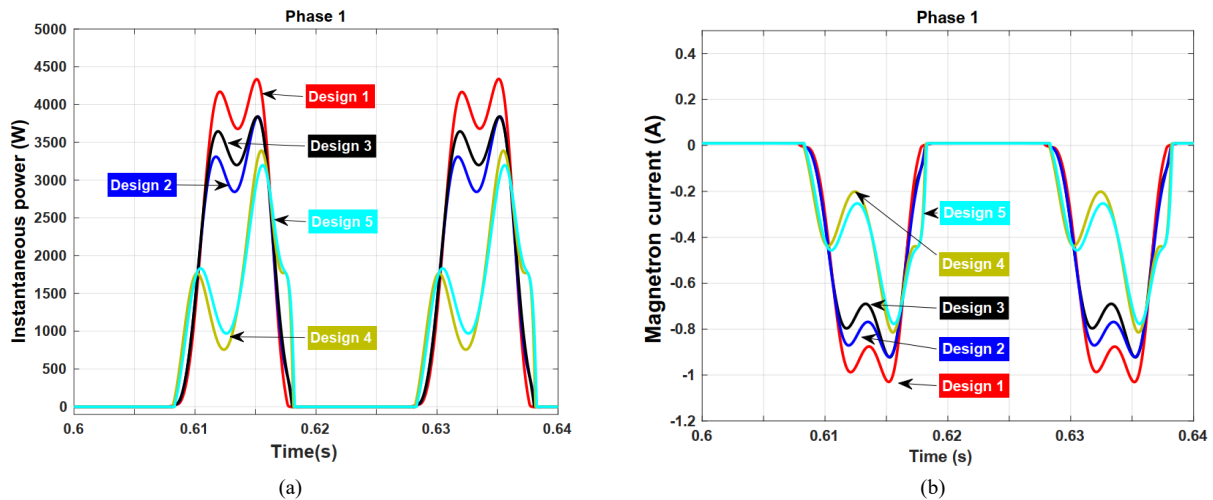 Phase 1
5000
4500
4000
3500
3000
2500
2000
1500
1000
500
0
Instantaneous power (W)
Design 1
Design 3
Design 2
Design 5
Design 4
0.6
0.61
0.62
0.63
0.64
Time(s)
(a)
Phase 1
0.4
0.2
0
-0.2
-0.4
-0.6
-0.8
-1
-1.2
Magnetron current (A)
Design 5
Design 4
Design 3
Design 2
Design 1
0.6
0.61
0.62
0.63
0.64
Time (s)
(b)